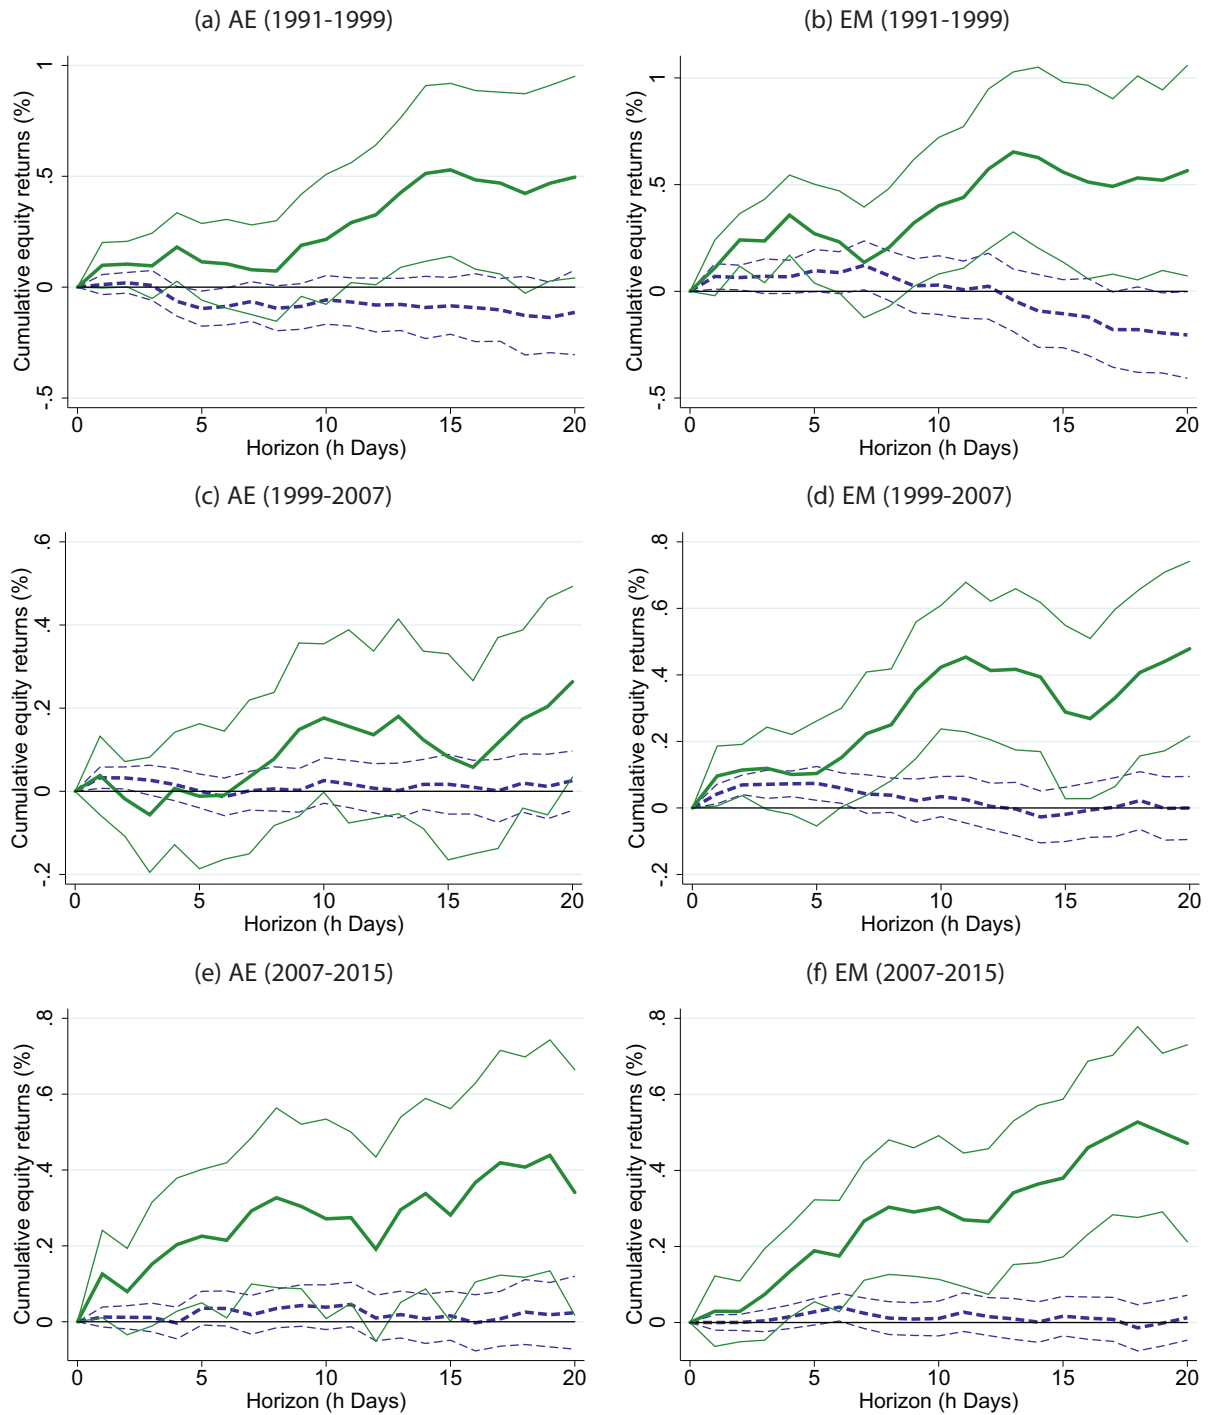 (a) AE (1991-1999)
Cumulative equity returns (%)
1
.5
0
-.5
0 5 10 15 20
Horizon (h Days)
(b) EM (1991-1999)
Cumulative equity returns (%)
1
.5
0
-.5
0 5 10 15 20
Horizon (h Days)
(c) AE (1999-2007)
Cumulative equity returns (%)
.6
.4
.2
0
-.2
0 5 10 15 20
Horizon (h Days)
(d) EM (1999-2007)
Cumulative equity returns (%)
.8
.6
.4
.2
0
-.2
0 5 10 15 20
Horizon (h Days)
(e) AE (2007-2015)
Cumulative equity returns (%)
.8
.6
.4
.2
0
0 5 10 15 20
Horizon (h Days)
(f) EM (2007-2015)
Cumulative equity returns (%)
.8
.6
.4
.2
0
0 5 10 15 20
Horizon (h Days)